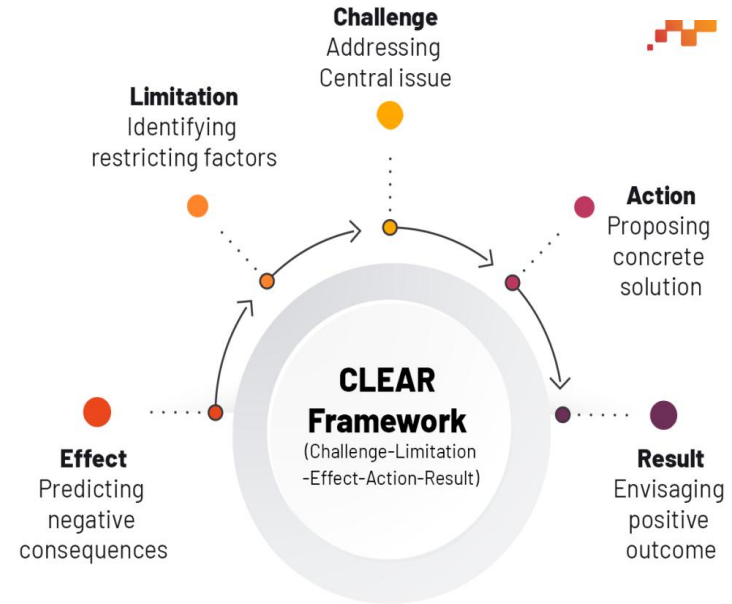 Challenge
Addressing
Central issue
Limitation
Identifying
restricting factors
Action
Proposing
concrete
solution
CLEAR
Framework
(Challenge-Limitation
-Effect-Action-Result)
Effect
Predicting
negative
consequences
Result
Envisaging
positive
outcome